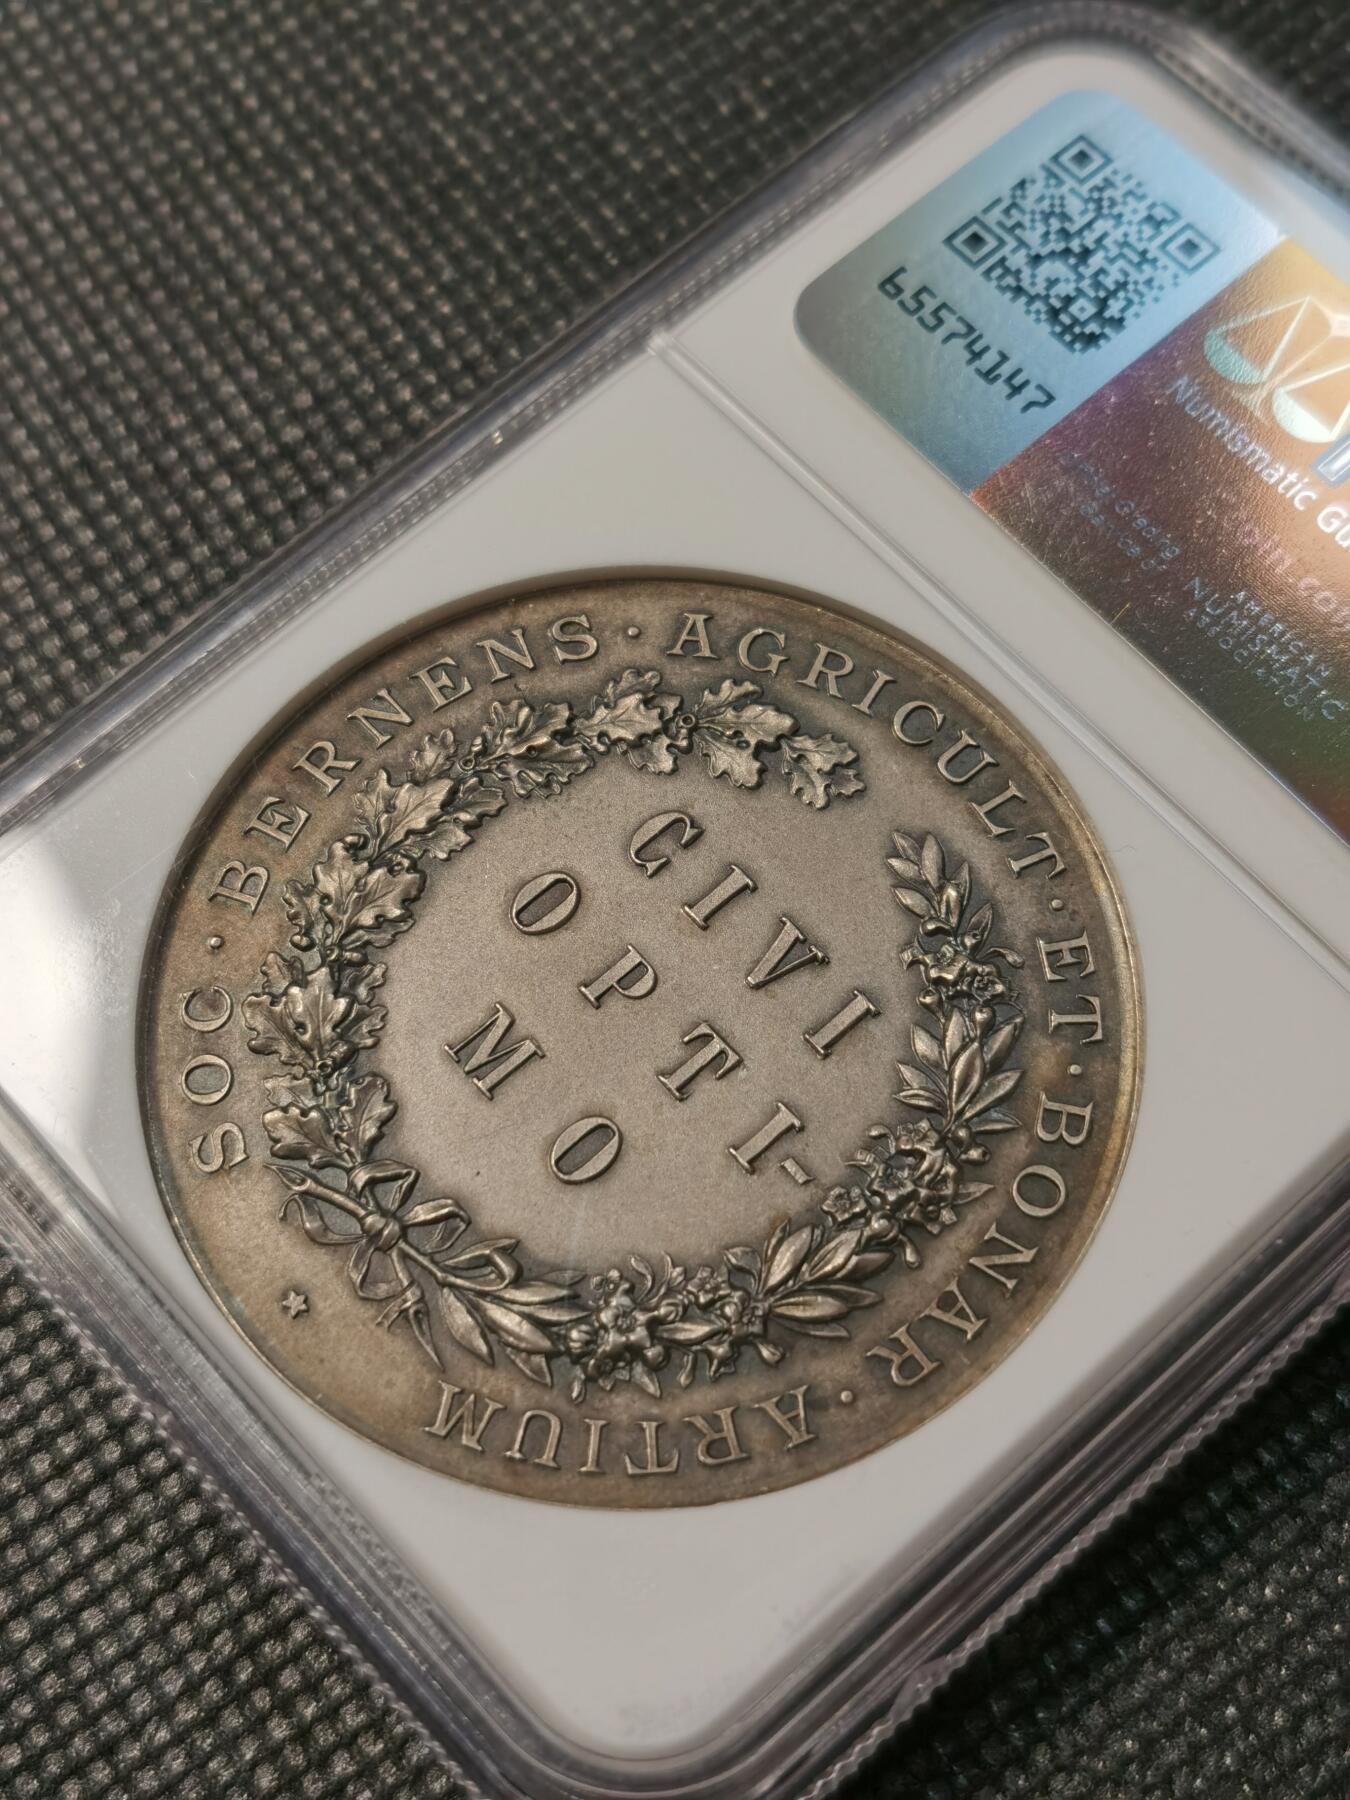 65574147
Numismatic Gu
AMERICAN
NUMISMATIC
ASSOCIATION
SOC · BERNENS · AGRICULT · ET · BONAR · ARTIUM
CIVI
OPTI-
MO